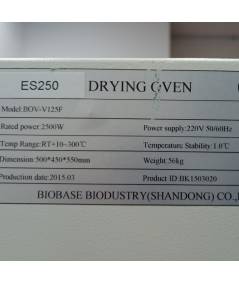 ES250 DRYING OVEN
Model:BOV-V125F
Rated power:2500W Power supply:220V 50/60Hz
Temp Range:RT+10~300℃ Temperature Stability:1.0℃
Dimension:500*450*550mm Weight:56kg
Production date:2015.03 Product ID:BK1503020
BIOBASE BIODUSTRY(SHANDONG) CO.,